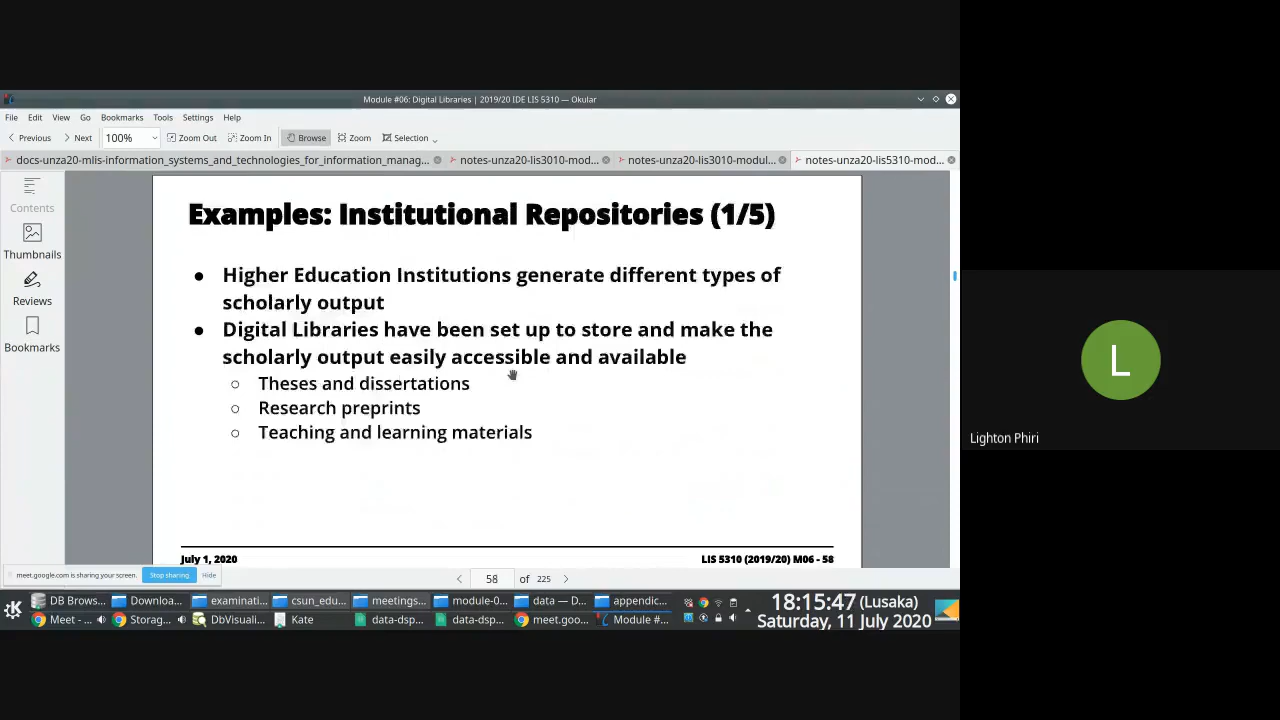 Module #06: Digital Libraries | 2019/20 IDE LIS 5310 — Okular
File Edit View Go Bookmarks Tools Settings Help
Previous Next 100% Zoom Out Zoom In Browse Zoom Selection
docs-unza20-mlis-information_systems_and_technologies_for_information_manag... notes-unza20-lis3010-mod... notes-unza20-lis3010-modul... notes-unza20-lis5310-mod...
Contents
Thumbnails
Reviews
Bookmarks
Examples: Institutional Repositories (1/5)
● Higher Education Institutions generate different types of
scholarly output
● Digital Libraries have been set up to store and make the
scholarly output easily accessible and available
○ Theses and dissertations
○ Research preprints
○ Teaching and learning materials
July 1, 2020 LIS 5310 (2019/20) M06 - 58
meet.google.com is sharing your screen. Stop sharing Hide
58 of 225
DB Brows... Downloa... examinati... csun_edu... meetings... module-0... data — D... appendic...
Meet - ... Storag... DbVisuali... Kate data-dsp... data-dsp... meet.goo... Module #...
18:15:47 (Lusaka)
Saturday, 11 July 2020
L
Lighton Phiri